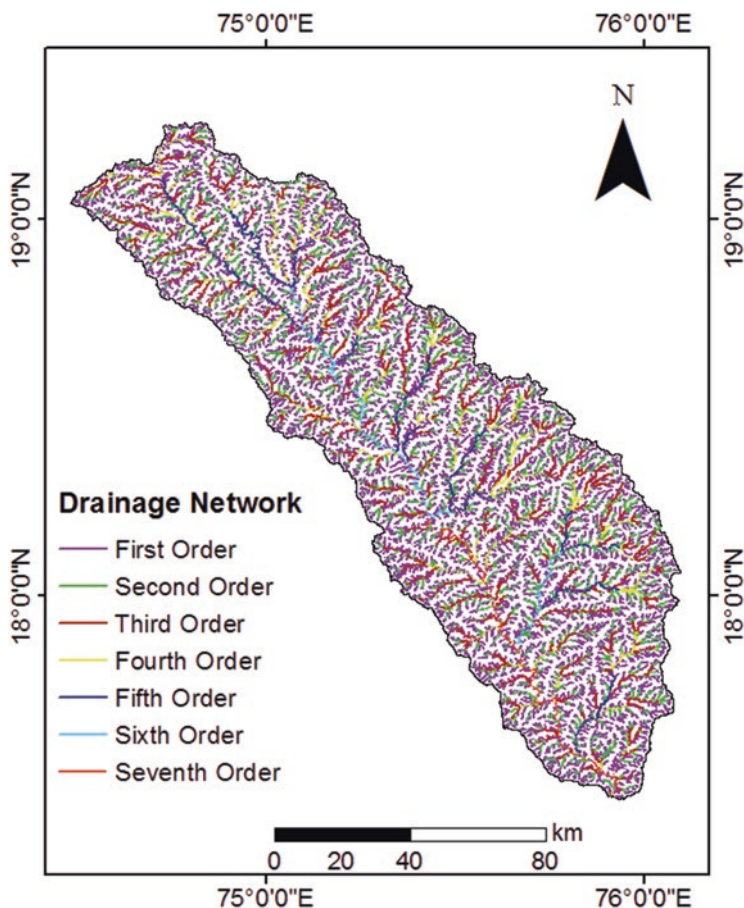 75°0'0"E 76°0'0"E
N
19°0'0"N 19°0'0"N
Drainage Network
First Order
Second Order
18°0'0"N 18°0'0"N
Third Order
Fourth Order
Fifth Order
Sixth Order
Seventh Order
km
0 20 40 80
75°0'0"E 76°0'0"E